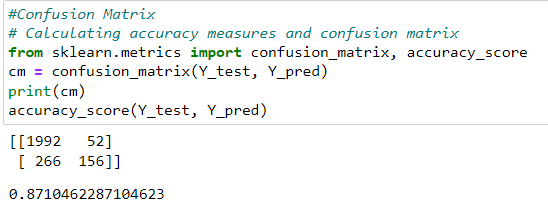 #Confusion Matrix
# Calculating accuracy measures and confusion matrix
from sklearn.metrics import confusion_matrix, accuracy_score
cm = confusion_matrix(Y_test, Y_pred)
print(cm)
accuracy_score(Y_test, Y_pred)
[[1992   52]
 [ 266  156]]
0.8710462287104623